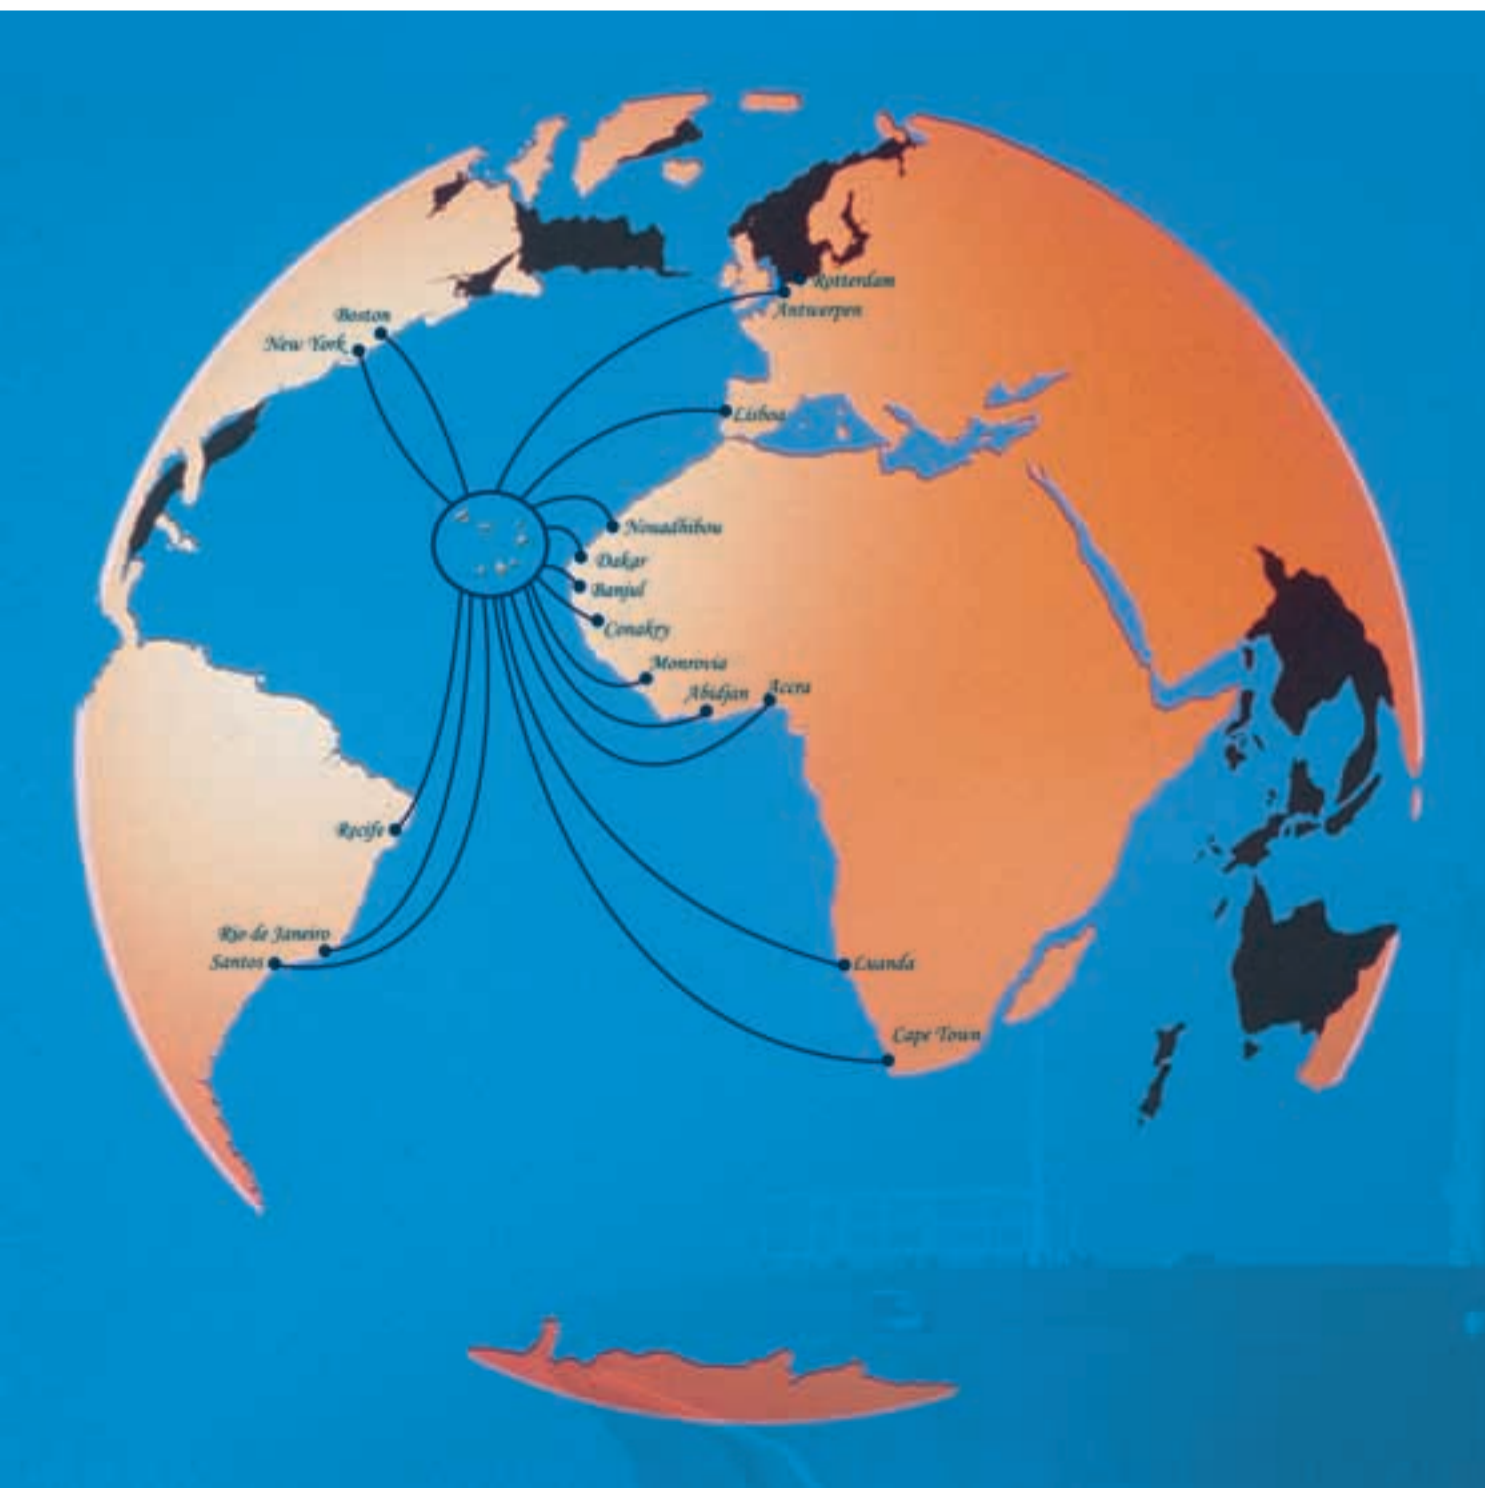 Rotterdam
Antwerpen
Boston
New York
Lisboa
Nouadhibou
Dakar
Banjul
Conakry
Monrovia
Abidjan
Accra
Recife
Rio de Janeiro
Santos
Luanda
Cape Town